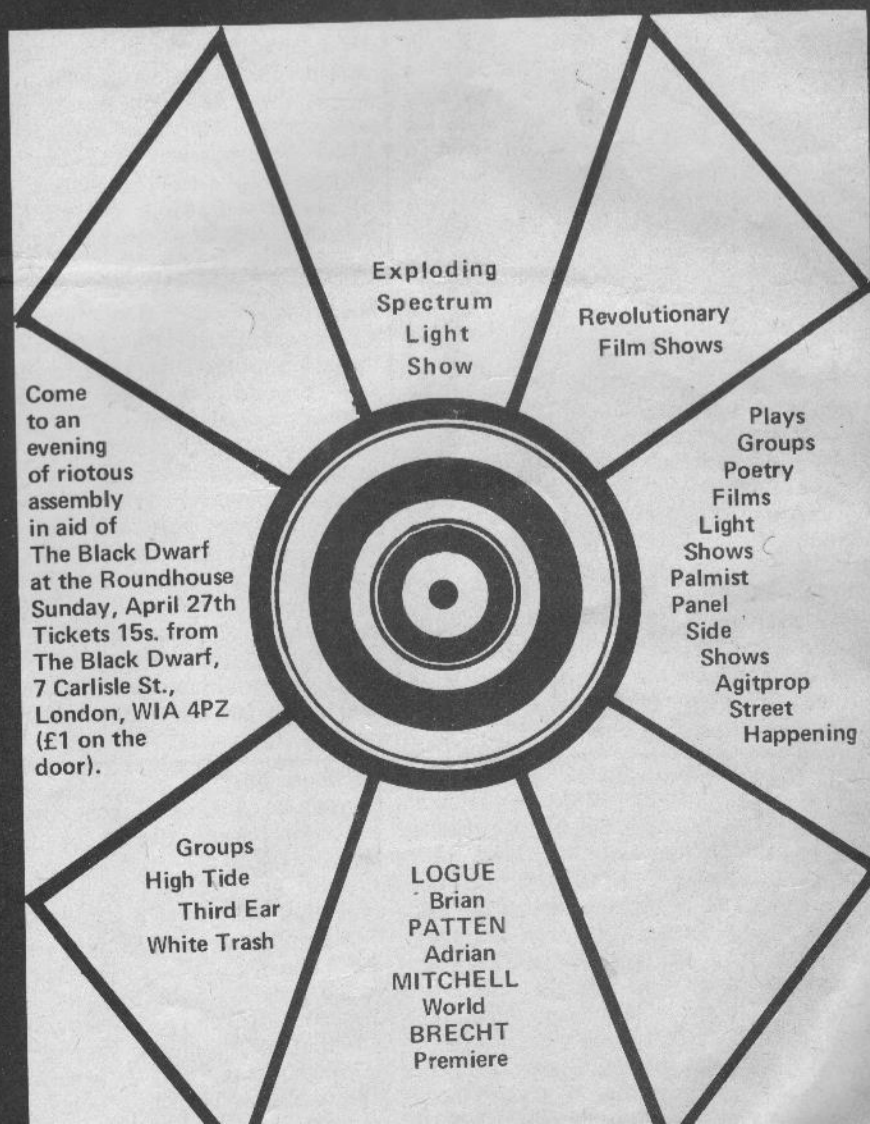 Exploding
Spectrum
Light
Show
Revolutionary
Film Shows
Come
to an
evening
of riotous
assembly
in aid of
The Black Dwarf
at the Roundhouse
Sunday, April 27th
Tickets 15s. from
The Black Dwarf,
7 Carlisle St.,
London, WIA 4PZ
(£1 on the
door).
Plays
Groups
Poetry
Films
Light
Shows
Palmist
Panel
Side
Shows
Agitprop
Street
Happening
Groups
High Tide
Third Ear
White Trash
LOGUE
Brian
PATTEN
Adrian
MITCHELL
World
BRECHT
Premiere